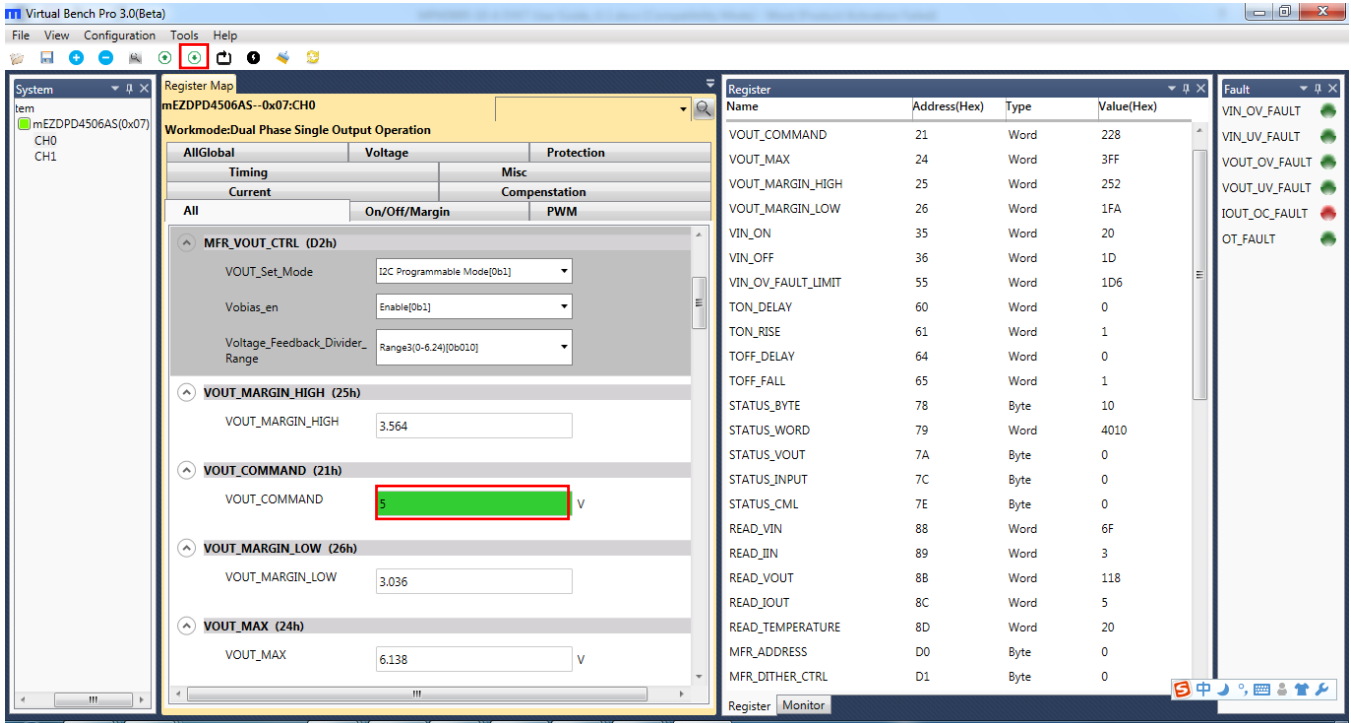 Virtual Bench Pro 3.0(Beta)
File View Configuration Tools Help
System
tem
mEZDPD4506AS(0x07)
CH0
CH1
Register Map
mEZDPD4506AS--0x07:CH0
Workmode:Dual Phase Single Output Operation
AllGlobal Voltage Protection
Timing Misc
Current Compenstation
All On/Off/Margin PWM
MFR_VOUT_CTRL (D2h)
VOUT_Set_Mode I2C Programmable Mode[0b1]
Vobias_en Enable[0b1]
Voltage_Feedback_Divider_
Range Range3(0-6.24)[0b010]
VOUT_MARGIN_HIGH (25h)
VOUT_MARGIN_HIGH 3.564
VOUT_COMMAND (21h)
VOUT_COMMAND 5 V
VOUT_MARGIN_LOW (26h)
VOUT_MARGIN_LOW 3.036
VOUT_MAX (24h)
VOUT_MAX 6.138 V
Register
Name Address(Hex) Type Value(Hex)
VOUT_COMMAND 21 Word 228
VOUT_MAX 24 Word 3FF
VOUT_MARGIN_HIGH 25 Word 252
VOUT_MARGIN_LOW 26 Word 1FA
VIN_ON 35 Word 20
VIN_OFF 36 Word 1D
VIN_OV_FAULT_LIMIT 55 Word 1D6
TON_DELAY 60 Word 0
TON_RISE 61 Word 1
TOFF_DELAY 64 Word 0
TOFF_FALL 65 Word 1
STATUS_BYTE 78 Byte 10
STATUS_WORD 79 Word 4010
STATUS_VOUT 7A Byte 0
STATUS_INPUT 7C Byte 0
STATUS_CML 7E Byte 0
READ_VIN 88 Word 6F
READ_IIN 89 Word 3
READ_VOUT 8B Word 118
READ_IOUT 8C Word 5
READ_TEMPERATURE 8D Word 20
MFR_ADDRESS D0 Byte 0
MFR_DITHER_CTRL D1 Byte 0
Register Monitor
Fault
VIN_OV_FAULT
VIN_UV_FAULT
VOUT_OV_FAULT
VOUT_UV_FAULT
IOUT_OC_FAULT
OT_FAULT
中